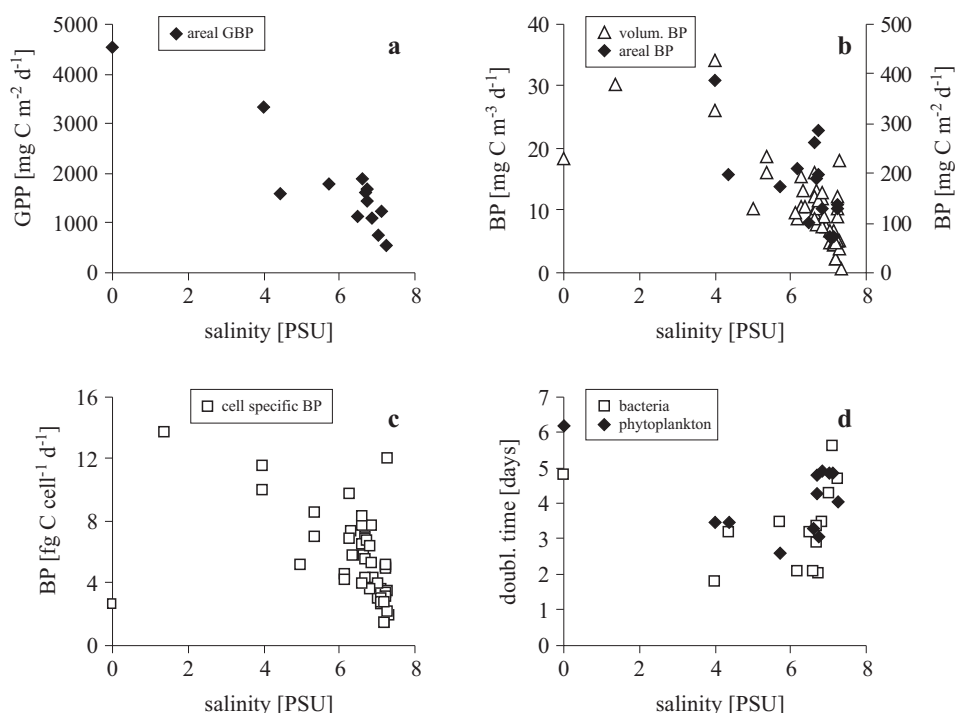 areal GBP
a
5000
4000
3000
2000
1000
0
GPP [mg C m-2 d-1]
0 2 4 6 8
salinity [PSU]
volum. BP
areal BP
b
40
30
20
10
0
BP [mg C m-3 d-1]
500
400
300
200
100
0
BP [mg C m-2 d-1]
0 2 4 6 8
salinity [PSU]
cell specific BP
c
16
12
8
4
0
BP [fg C cell-1 d-1]
0 2 4 6 8
salinity [PSU]
bacteria
phytoplankton
d
7
6
5
4
3
2
1
0
doubl. time [days]
0 2 4 6 8
salinity [PSU]